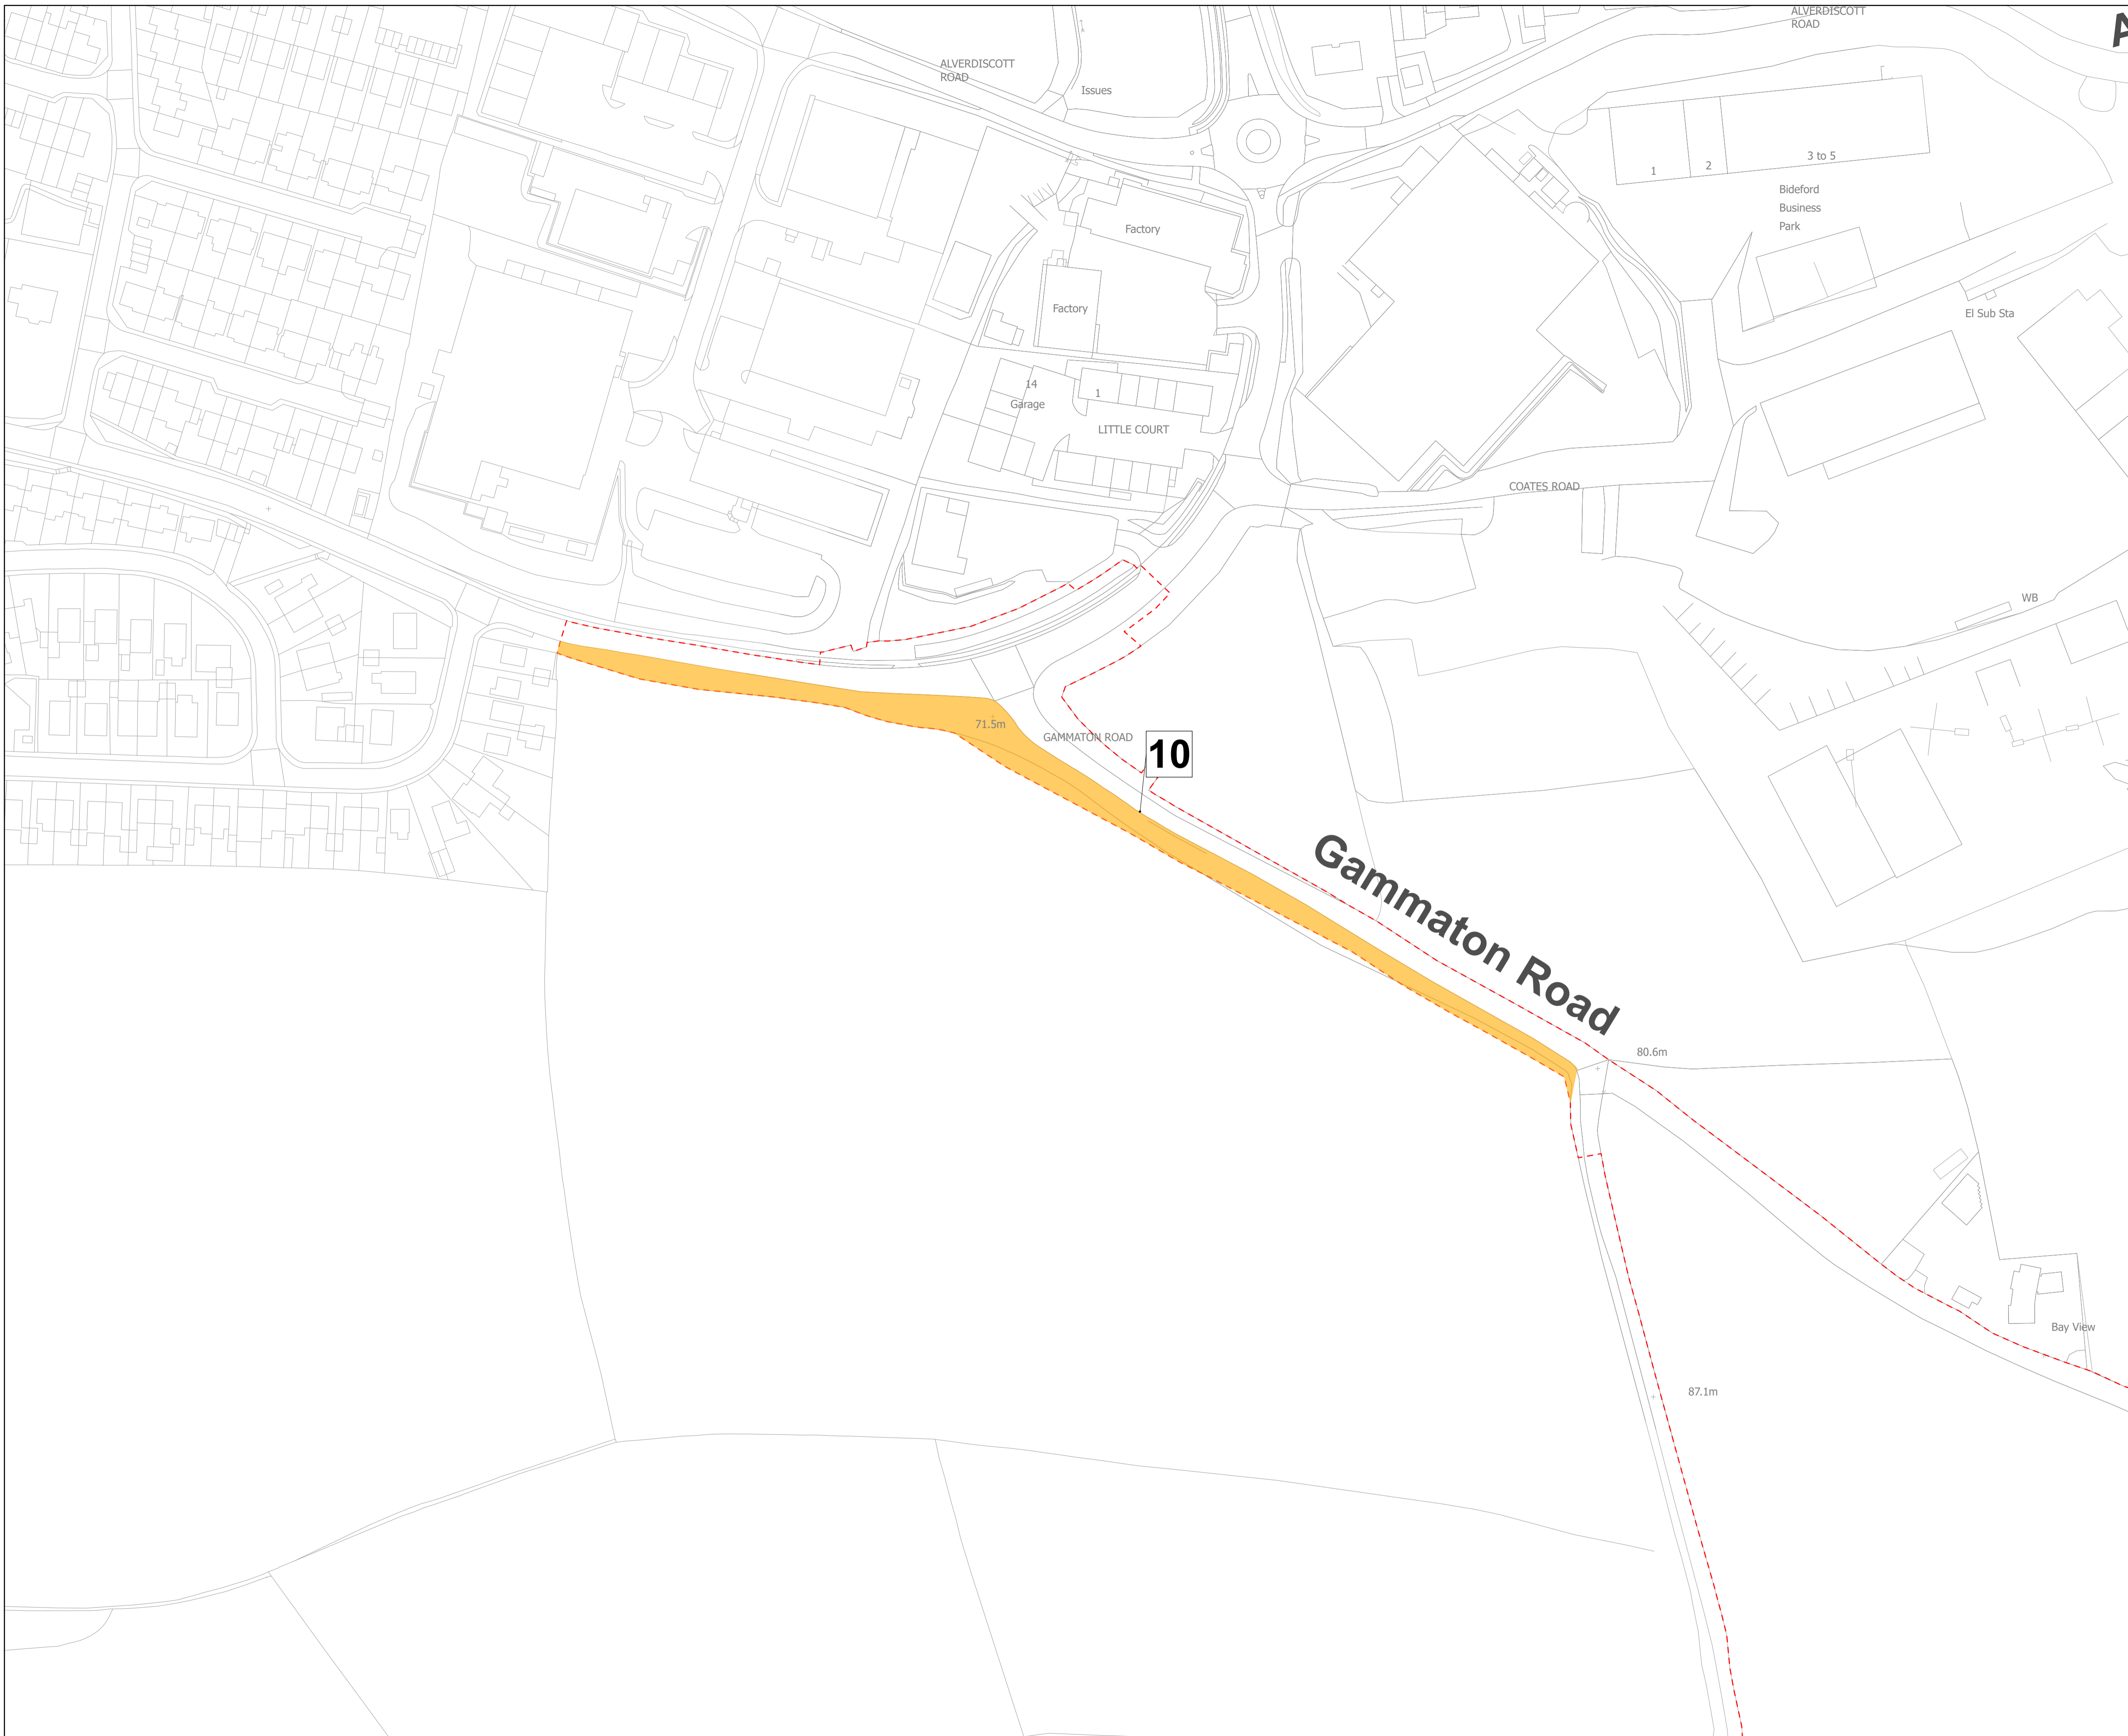 ALVERDISCOTT
ROAD
A
ALVERDISCOTT
ROAD
Issues
1
2
3 to 5
Bideford
Business
Park
Factory
Factory
El Sub Sta
14
Garage
1
LITTLE COURT
COATES ROAD
WB
71.5m
GAMMATON ROAD
10
Gammaton Road
80.6m
Bay View
87.1m